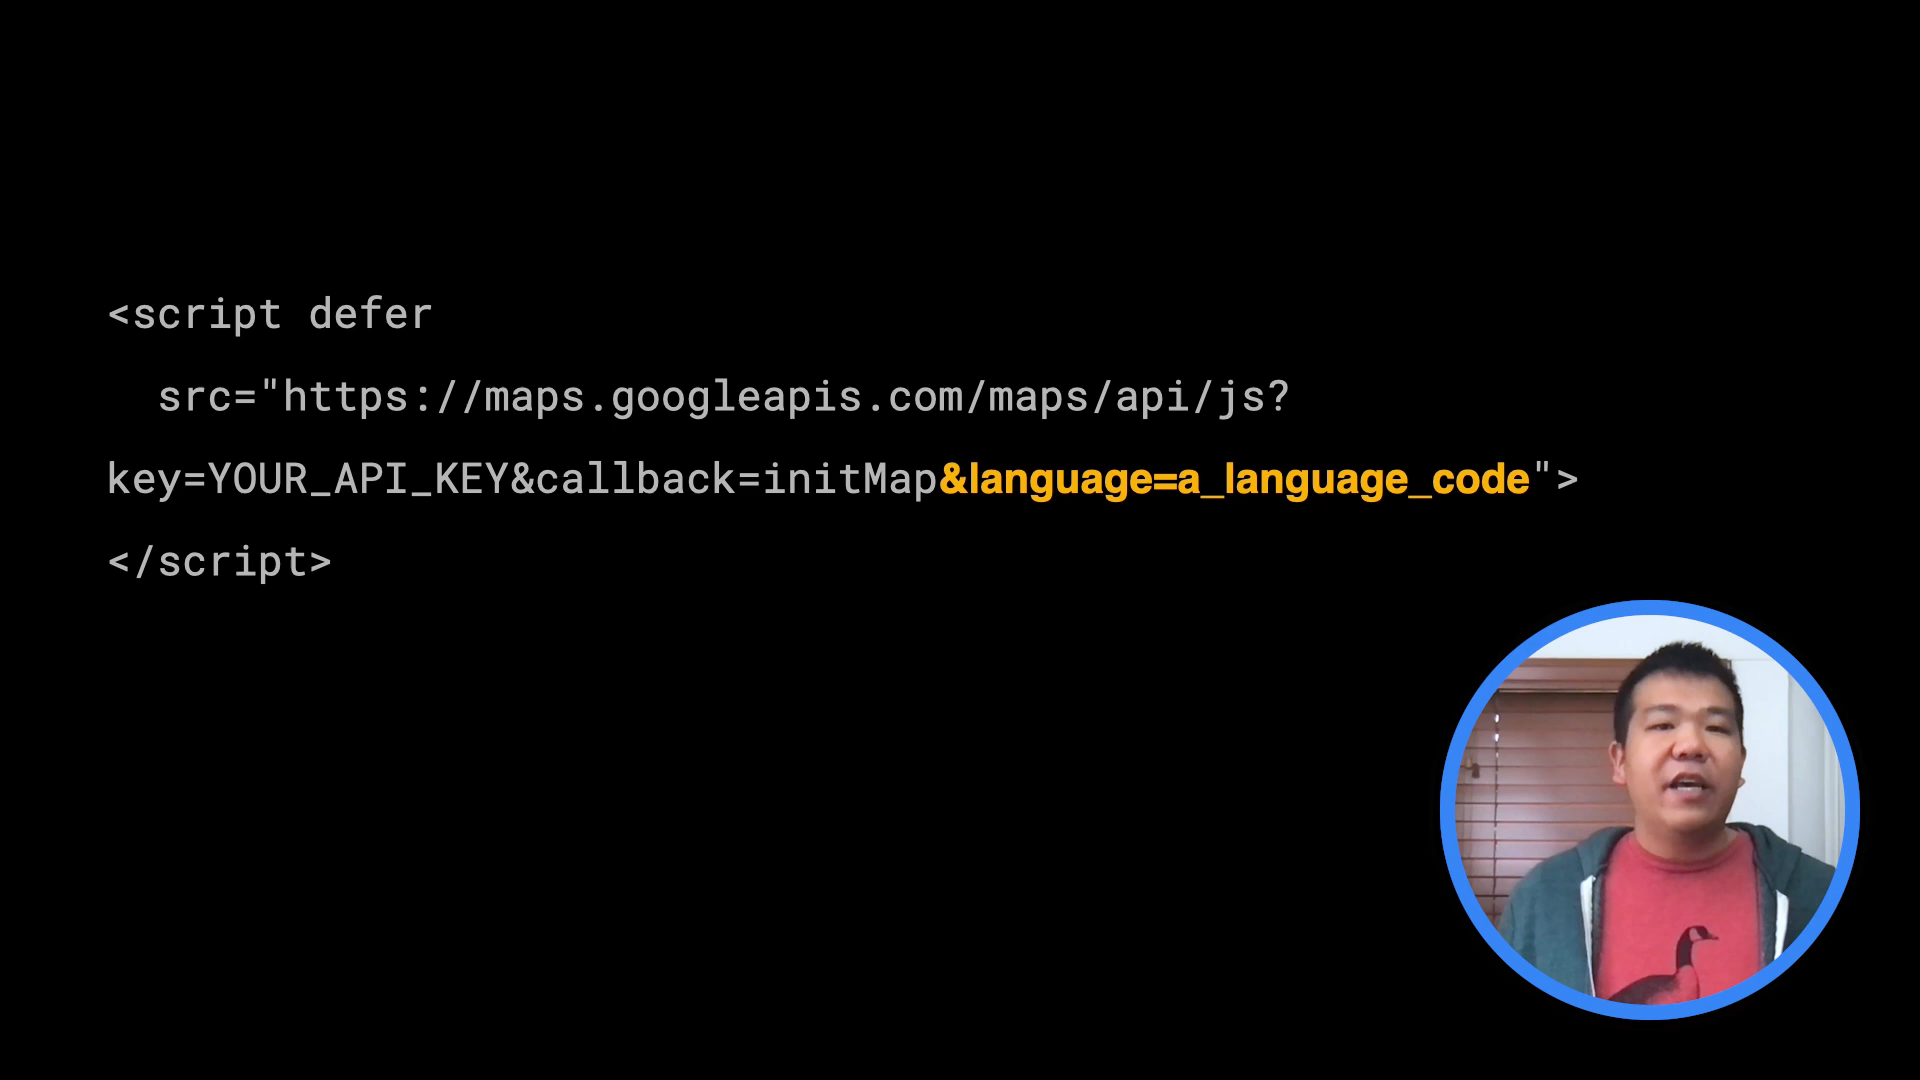 <script defer
src="https://maps.googleapis.com/maps/api/js?
key=YOUR_API_KEY&callback=initMap&language=a_language_code">
</script>